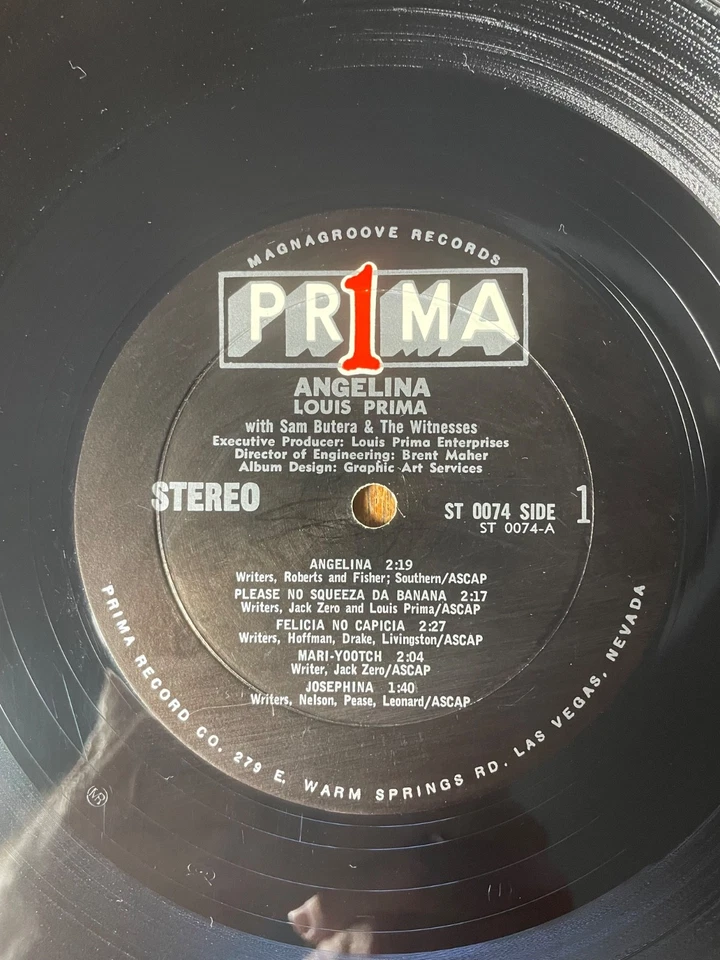 MAGNAGROOVE RECORDS
PR1MA
ANGELINA
LOUIS PRIMA
with Sam Butera & The Witnesses
Executive Producer: Louis Prima Enterprises
Director of Engineering: Brent Maher
Album Design: Graphic Art Services
STEREO
ST 0074 SIDE 1
ST 0074-A
ANGELINA 2:19
Writers, Roberts and Fisher; Southern/ASCAP
PLEASE NO SQUEEZA DA BANANA 2:17
Writers, Jack Zero and Louis Prima/ASCAP
FELICIA NO CAPICIA 2:27
Writers, Hoffman, Drake, Livingston/ASCAP
MARI-YOOTCH 2:04
Writer, Jack Zero/ASCAP
JOSEPHINA 1:40
Writers, Nelson, Pease, Leonard/ASCAP
PRIMA RECORD CO. 279 E. WARM SPRINGS RD. LAS VEGAS, NEVADA
MR